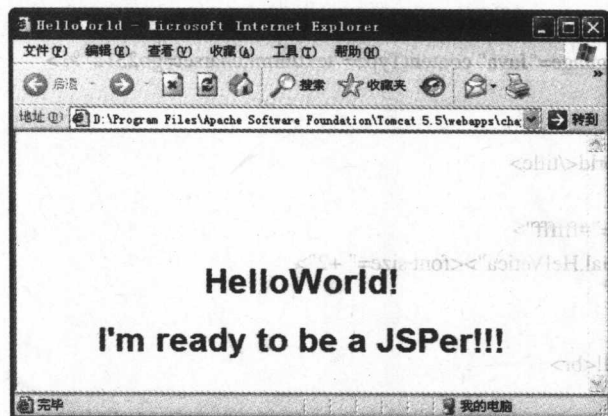 HelloWorld - Microsoft Internet Explorer
文件(F) 编辑(E) 查看(V) 收藏(A) 工具(T) 帮助(H)
后退 搜索 收藏夹
地址(D) D:\Program Files\Apache Software Foundation\Tomcat 5.5\webapps\cha 转到
HelloWorld!
I'm ready to be a JSPer!!!
完毕 我的电脑